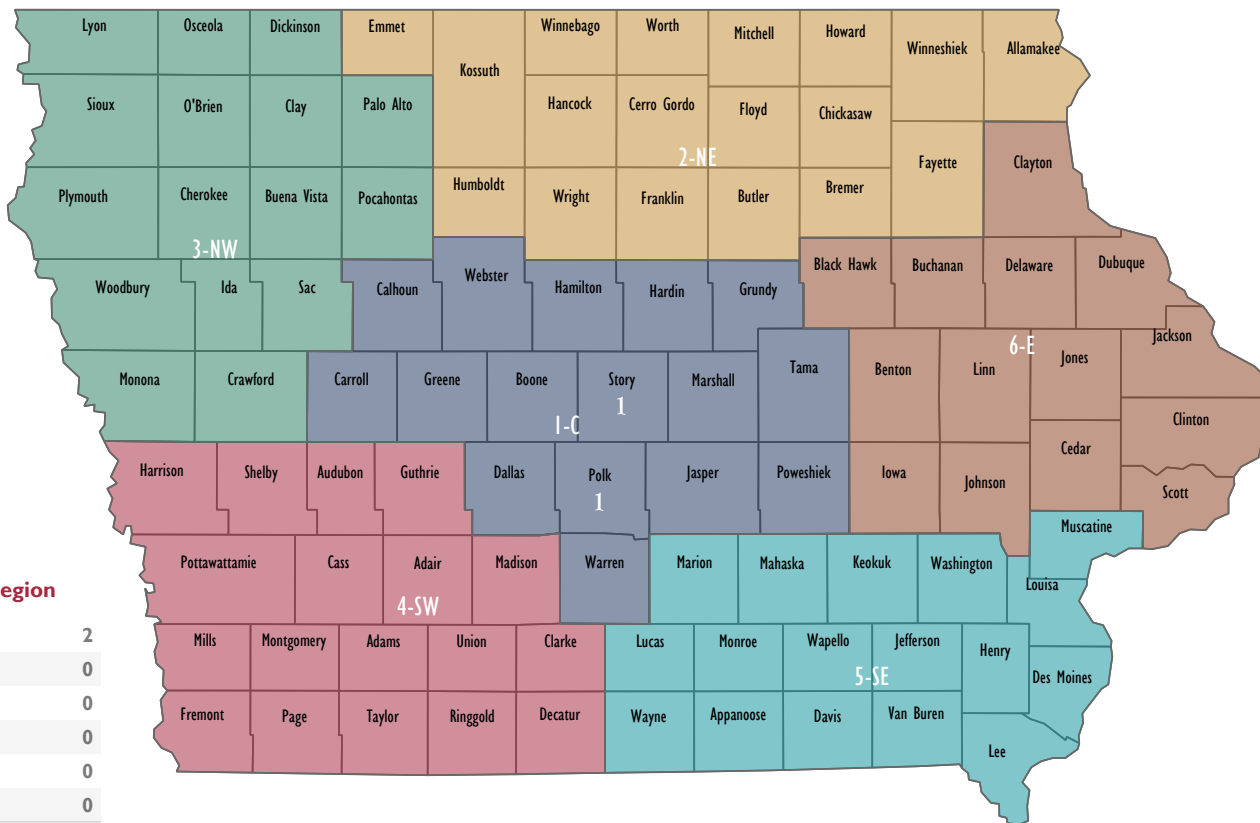 Lyon Osceola Dickinson Emmet Kossuth Winnebago Worth Mitchell Howard Winneshiek Allamakee
Sioux O'Brien Clay Palo Alto Hancock Cerro Gordo Floyd Chickasaw
2-NE Fayette Clayton
Plymouth Cherokee Buena Vista Pocahontas Humboldt Wright Franklin Butler Bremer
3-NW
Woodbury Ida Sac Calhoun Webster Hamilton Hardin Grundy Black Hawk Buchanan Delaware Dubuque
6-E Jackson
Monona Crawford Carroll Greene Boone Story Marshall Tama Benton Linn Jones
1
1-C Clinton
Harrison Shelby Audubon Guthrie Dallas Polk Jasper Poweshiek Iowa Johnson Cedar Scott
1
Muscatine
Pottawattamie Cass Adair Madison Warren Marion Mahaska Keokuk Washington Louisa
egion
4-SW
2
Mills Montgomery Adams Union Clarke Lucas Monroe Wapello Jefferson Henry
0
5-SE Des Moines
0
Fremont Page Taylor Ringgold Decatur Wayne Appanoose Davis Van Buren Lee
0
0
0